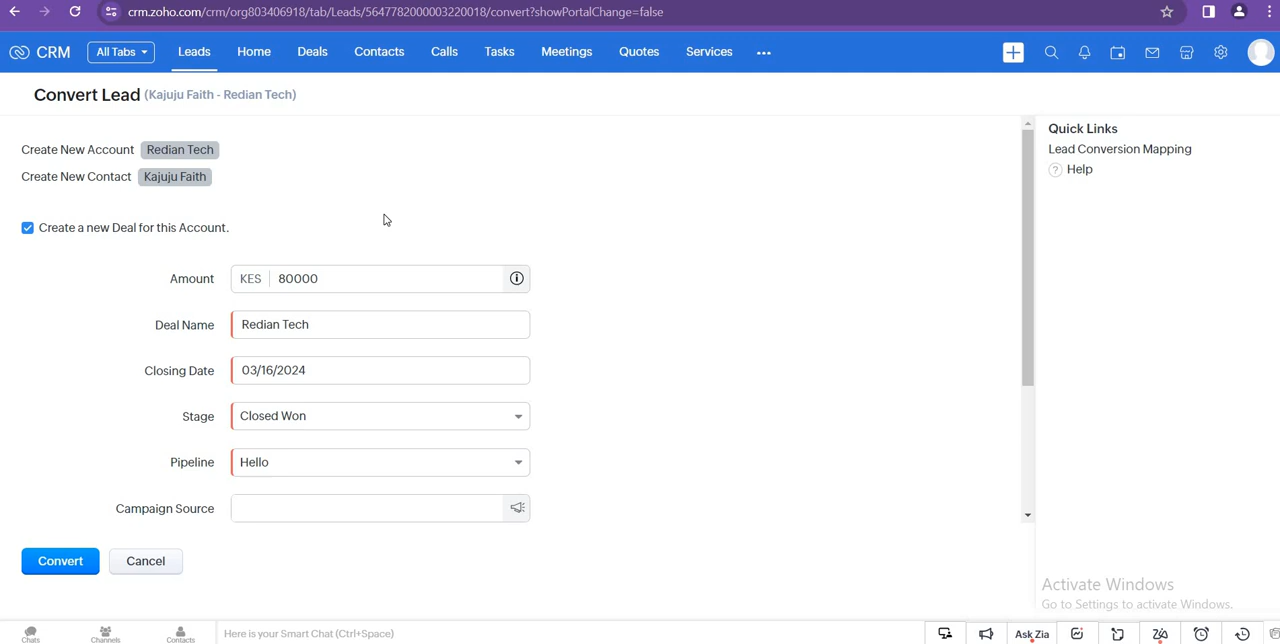 crm.zoho.com/crm/org803406918/tab/Leads/5647782000003220018/convert?showPortalChange=false
CRM All Tabs Leads Home Deals Contacts Calls Tasks Meetings Quotes Services •••
Convert Lead (Kajuju Faith - Redian Tech)
Quick Links
Lead Conversion Mapping
? Help
Create New Account Redian Tech
Create New Contact Kajuju Faith
Create a new Deal for this Account.
Amount KES 80000
Deal Name Redian Tech
Closing Date 03/16/2024
Stage Closed Won
Pipeline Hello
Campaign Source
Convert Cancel
Activate Windows
Go to Settings to activate Windows.
Chats Channels Contacts Here is your Smart Chat (Ctrl+Space) Ask Zia